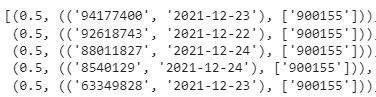 [(0.5, (('94177400', '2021-12-23'), ['900155'])),
(0.5, (('92618743', '2021-12-22'), ['900155'])),
(0.5, (('88011827', '2021-12-24'), ['900155'])),
(0.5, (('8540129', '2021-12-24'), ['900155'])),
(0.5, (('63349828', '2021-12-23'), ['900155']))